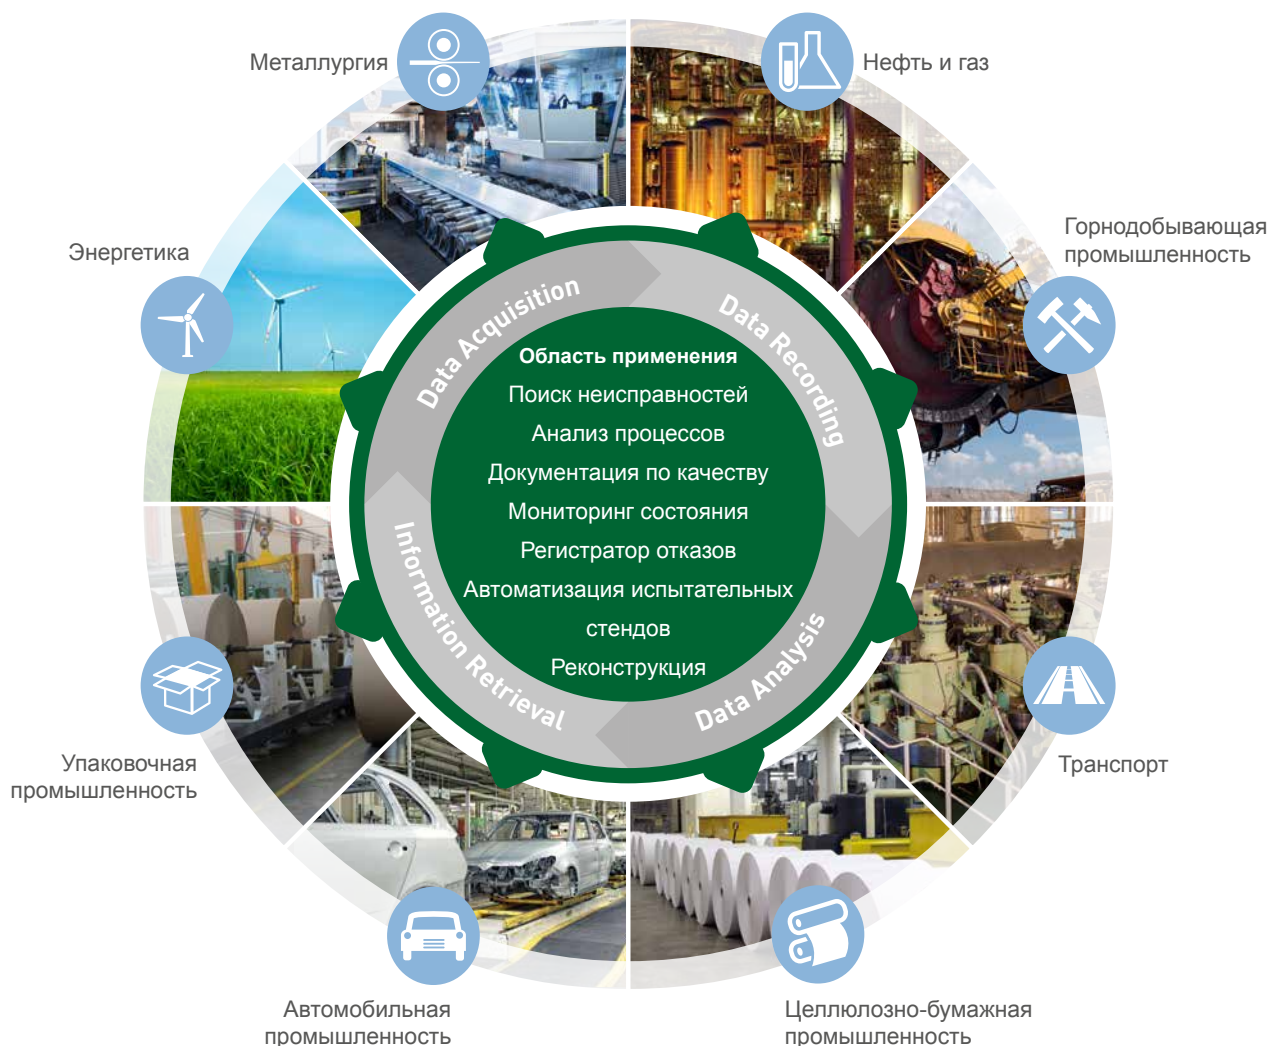 Металлургия
Нефть и газ
Энергетика
Горнодобывающая
промышленность
Data Acquisition
Data Recording
Data Analysis
Information Retrieval
Область применения
Поиск неисправностей
Анализ процессов
Документация по качеству
Мониторинг состояния
Регистратор отказов
Автоматизация испытательных
стендов
Реконструкция
Упаковочная
промышленность
Транспорт
Автомобильная
промышленность
Целлюлозно-бумажная
промышленность